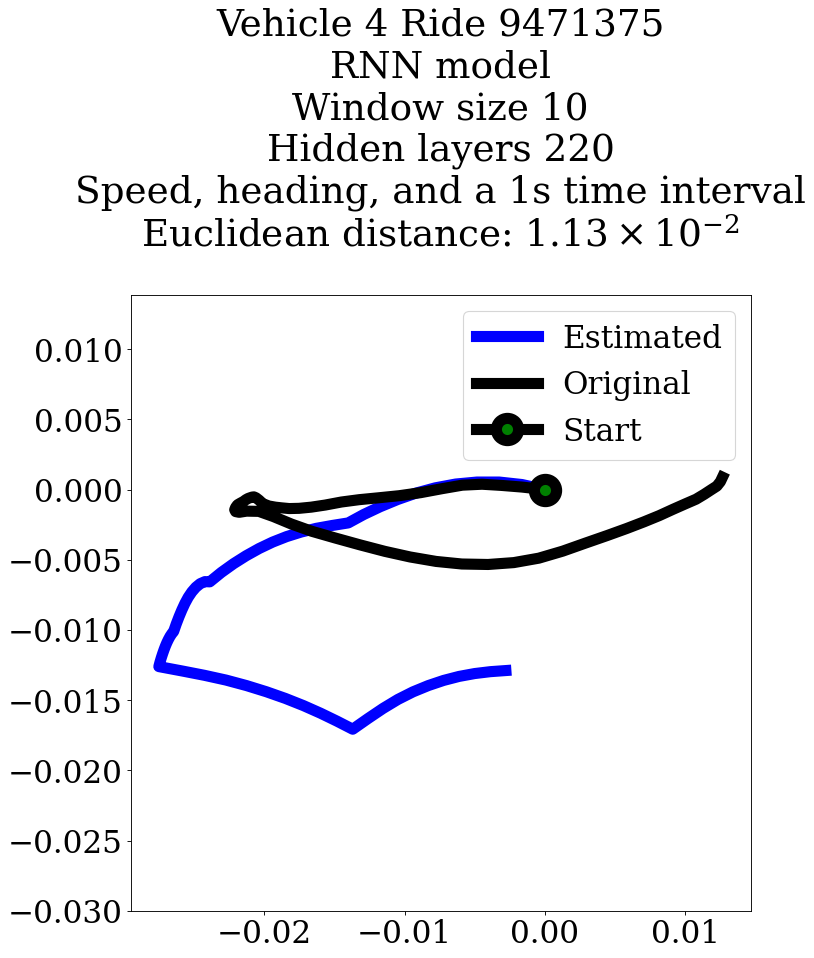 Vehicle 4 Ride 9471375
RNN model
Window size 10
Hidden layers 220
Speed, heading, and a 1s time interval
Euclidean distance: 1.13 × 10⁻²
Estimated
Original
Start
0.010
0.005
0.000
−0.005
−0.010
−0.015
−0.020
−0.025
−0.030
−0.02 −0.01 0.00 0.01